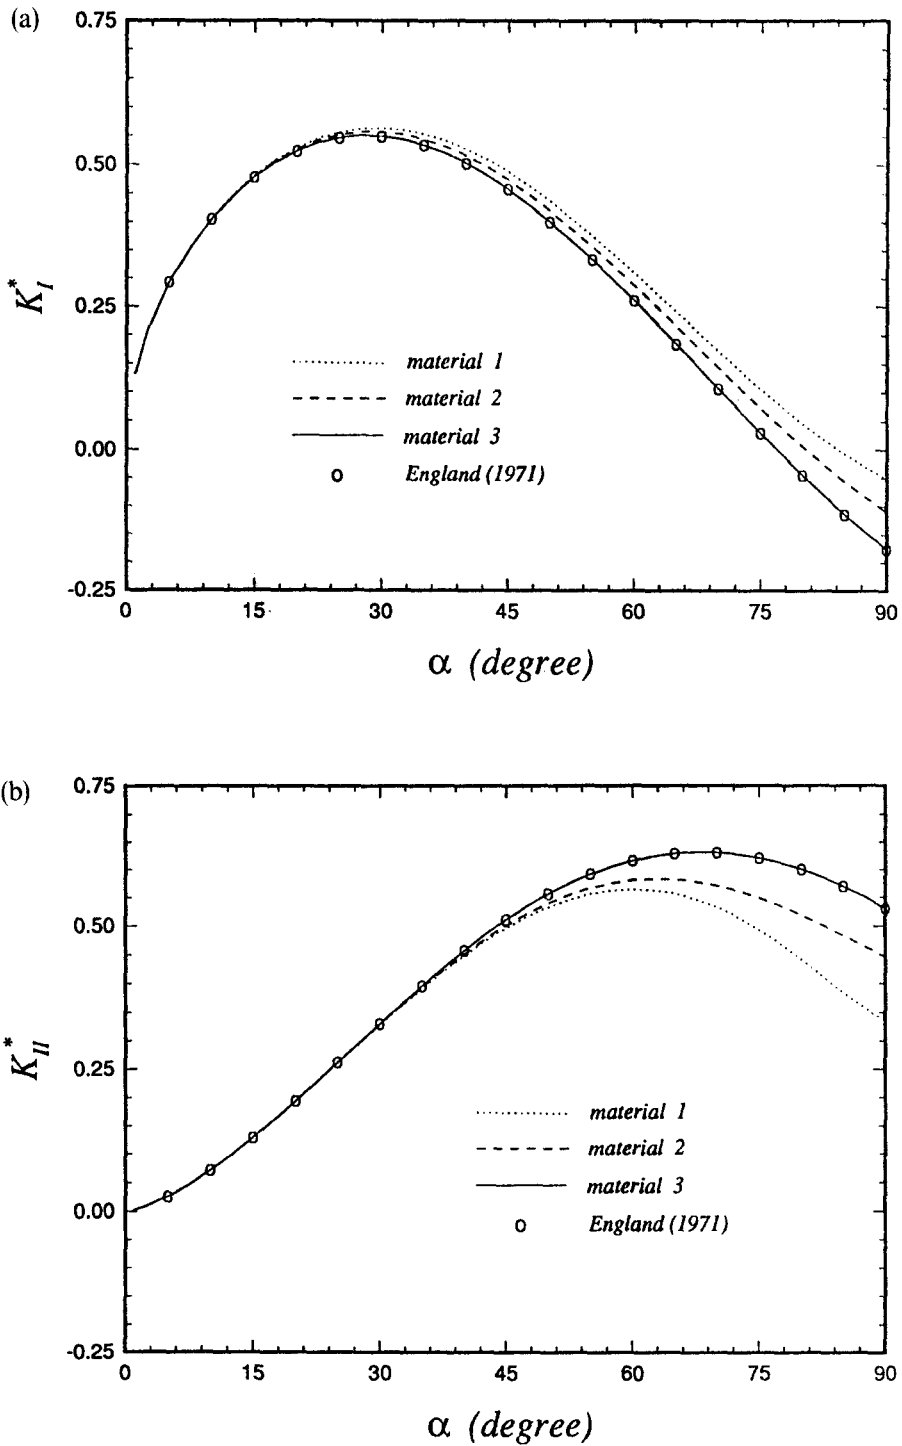 (a)
0.75
0.50
0.25
0.00
-0.25
K*I
material 1
material 2
material 3
o England (1971)
0 15 30 45 60 75 90
α (degree)
(b)
0.75
0.50
0.25
0.00
-0.25
K*II
material 1
material 2
material 3
o England (1971)
0 15 30 45 60 75 90
α (degree)